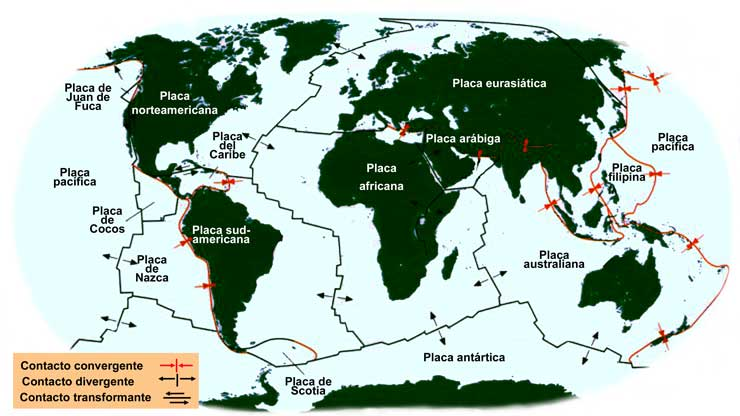 Placa de
Juan de
Fuca
Placa
norteamericana
Placa eurasiática
Placa
del
Caribe
Placa arábiga
Placa
pacífica
Placa
africana
Placa
filipina
Placa
pacífica
Placa
de
Cocos
Placa sud-
americana
Placa
de
Nazca
Placa
australiana
Placa antártica
Placa de
Scotia
Contacto convergente
Contacto divergente
Contacto transformante